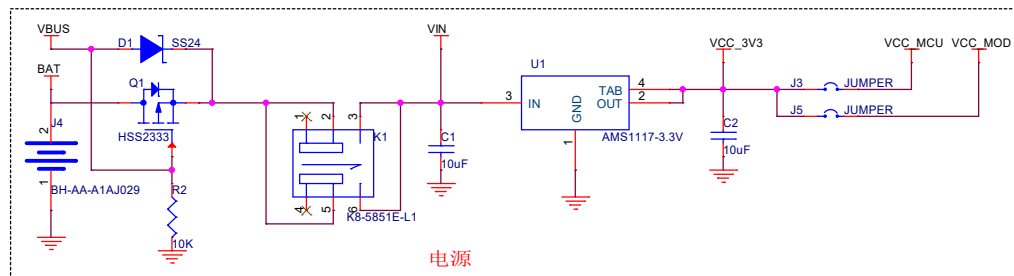 VBUS
VIN
VCC_3V3
VCC_MCU
VCC_MOD
D1
SS24
BAT
U1
Q1
4
TAB
J3
JUMPER
3
IN
OUT
2
GND
J5
JUMPER
HSS2333
J4
2
1
2
3
K1
C1
10uF
1
AMS1117-3.3V
C2
10uF
1
BH-AA-A1AJ029
R2
4
5
6
K8-5851E-L1
10K
电源